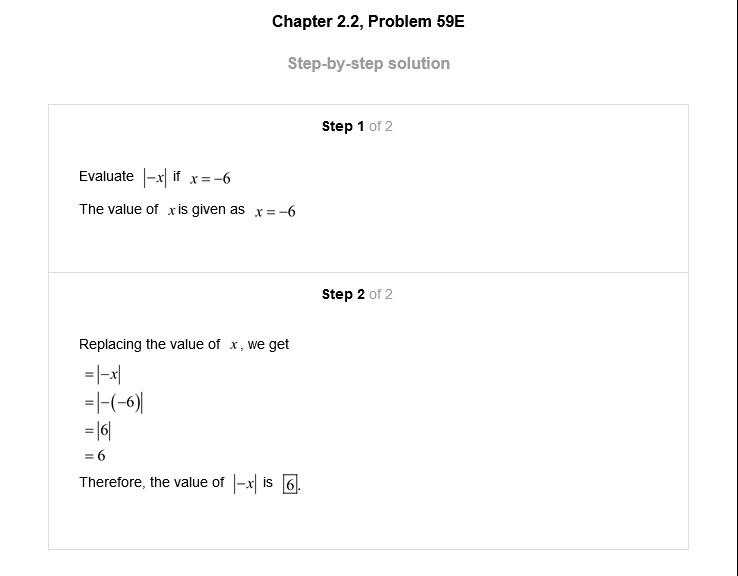 Chapter 2.2, Problem 59E
Step-by-step solution
Step 1 of 2
Evaluate |−x| if x = −6
The value of x is given as x = −6
Step 2 of 2
Replacing the value of x, we get
= |−x|
= |−(−6)|
= |6|
= 6
Therefore, the value of |−x| is 6.